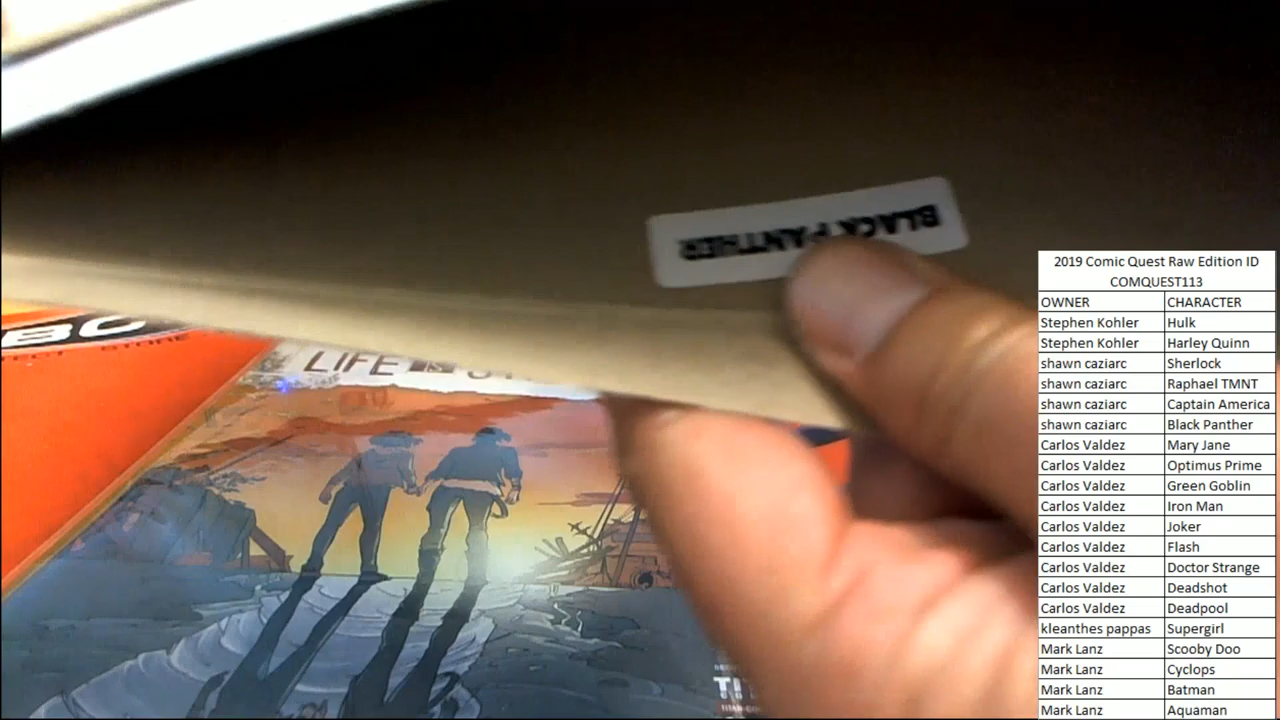 BLACK PANTHER
BC
LIFE IS
TI
2019 Comic Quest Raw Edition ID
COMQUEST113
OWNER CHARACTER
Stephen Kohler Hulk
Stephen Kohler Harley Quinn
shawn caziarc Sherlock
shawn caziarc Raphael TMNT
shawn caziarc Captain America
shawn caziarc Black Panther
Carlos Valdez Mary Jane
Carlos Valdez Optimus Prime
Carlos Valdez Green Goblin
Carlos Valdez Iron Man
Carlos Valdez Joker
Carlos Valdez Flash
Carlos Valdez Doctor Strange
Carlos Valdez Deadshot
Carlos Valdez Deadpool
kleanthes pappas Supergirl
Mark Lanz Scooby Doo
Mark Lanz Cyclops
Mark Lanz Batman
Mark Lanz Aquaman